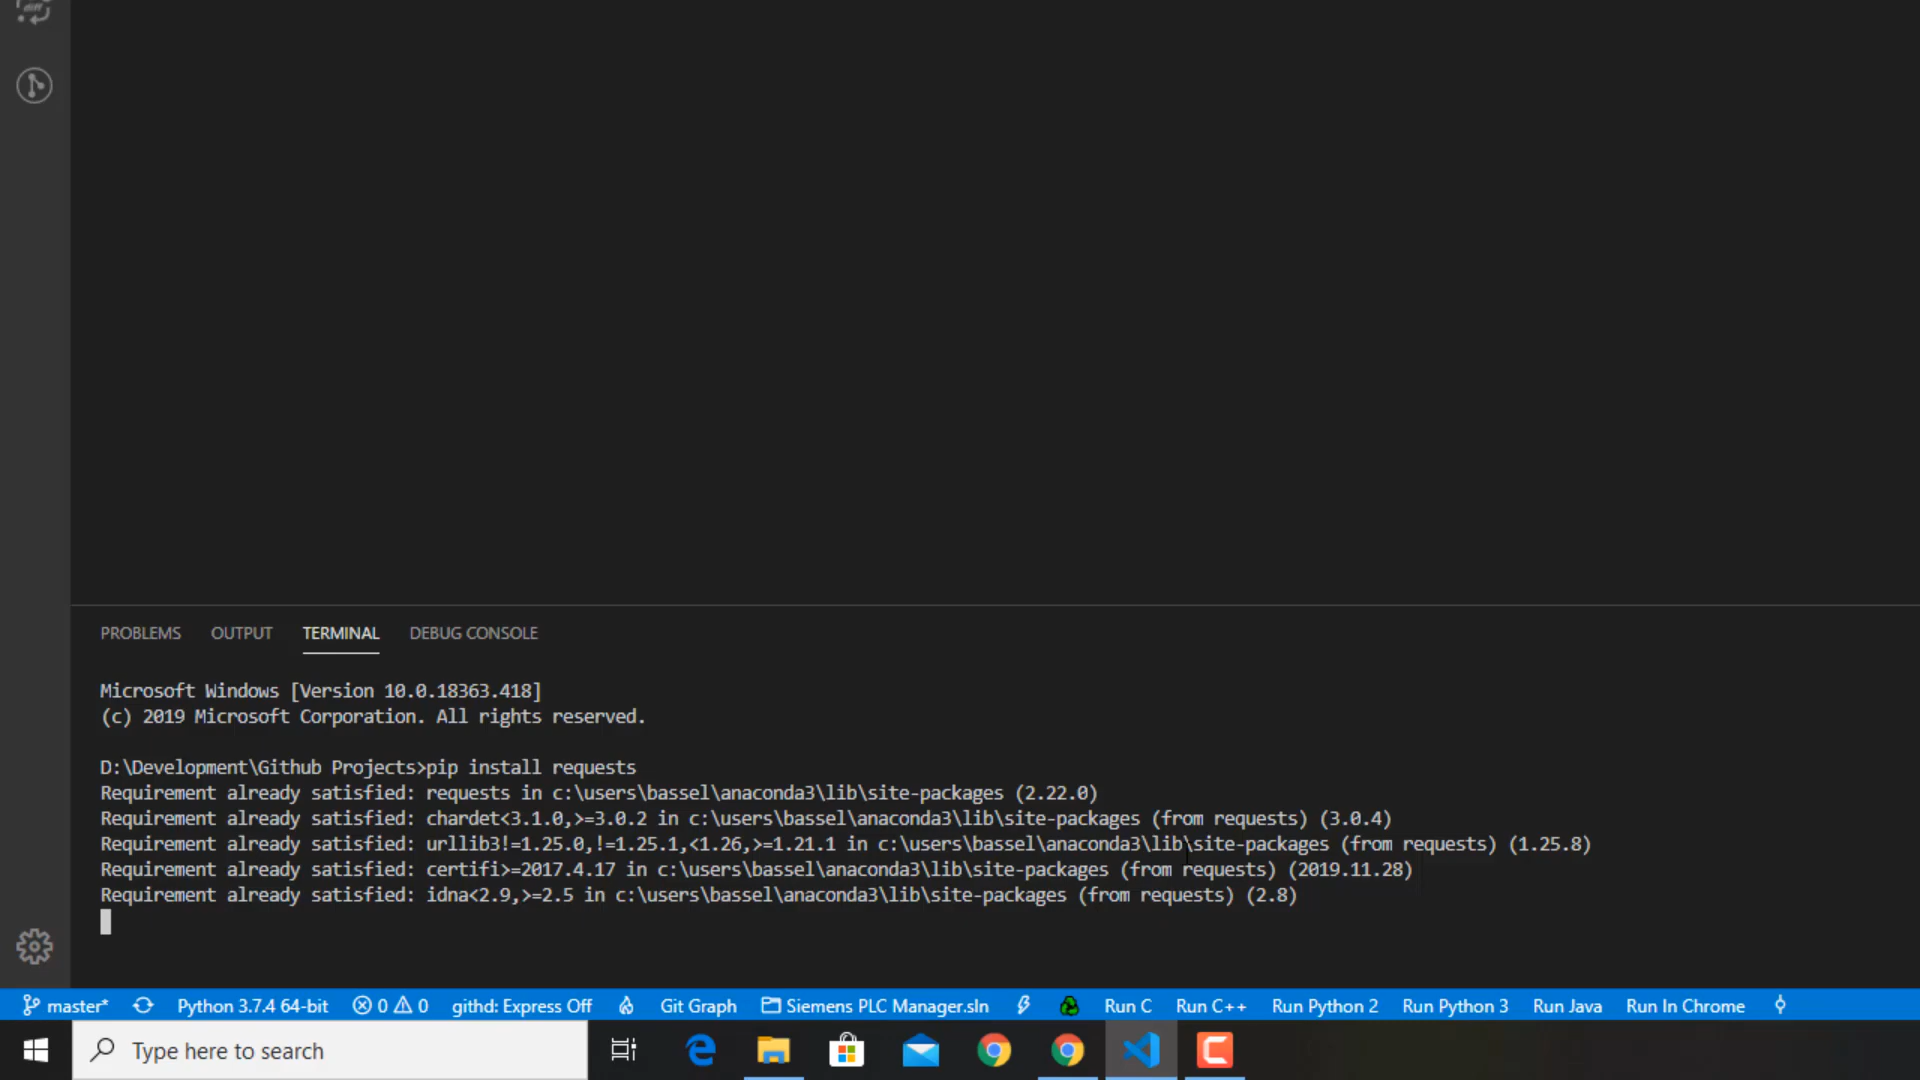 PROBLEMS OUTPUT TERMINAL DEBUG CONSOLE
Microsoft Windows [Version 10.0.18363.418]
(c) 2019 Microsoft Corporation. All rights reserved.
D:\Development\Github Projects>pip install requests
Requirement already satisfied: requests in c:\users\bassel\anaconda3\lib\site-packages (2.22.0)
Requirement already satisfied: chardet<3.1.0,>=3.0.2 in c:\users\bassel\anaconda3\lib\site-packages (from requests) (3.0.4)
Requirement already satisfied: urllib3!=1.25.0,!=1.25.1,<1.26,>=1.21.1 in c:\users\bassel\anaconda3\lib\site-packages (from requests) (1.25.8)
Requirement already satisfied: certifi>=2017.4.17 in c:\users\bassel\anaconda3\lib\site-packages (from requests) (2019.11.28)
Requirement already satisfied: idna<2.9,>=2.5 in c:\users\bassel\anaconda3\lib\site-packages (from requests) (2.8)
master* Python 3.7.4 64-bit 0 0 githd: Express Off Git Graph Siemens PLC Manager.sln Run C Run C++ Run Python 2 Run Python 3 Run Java Run In Chrome
Type here to search